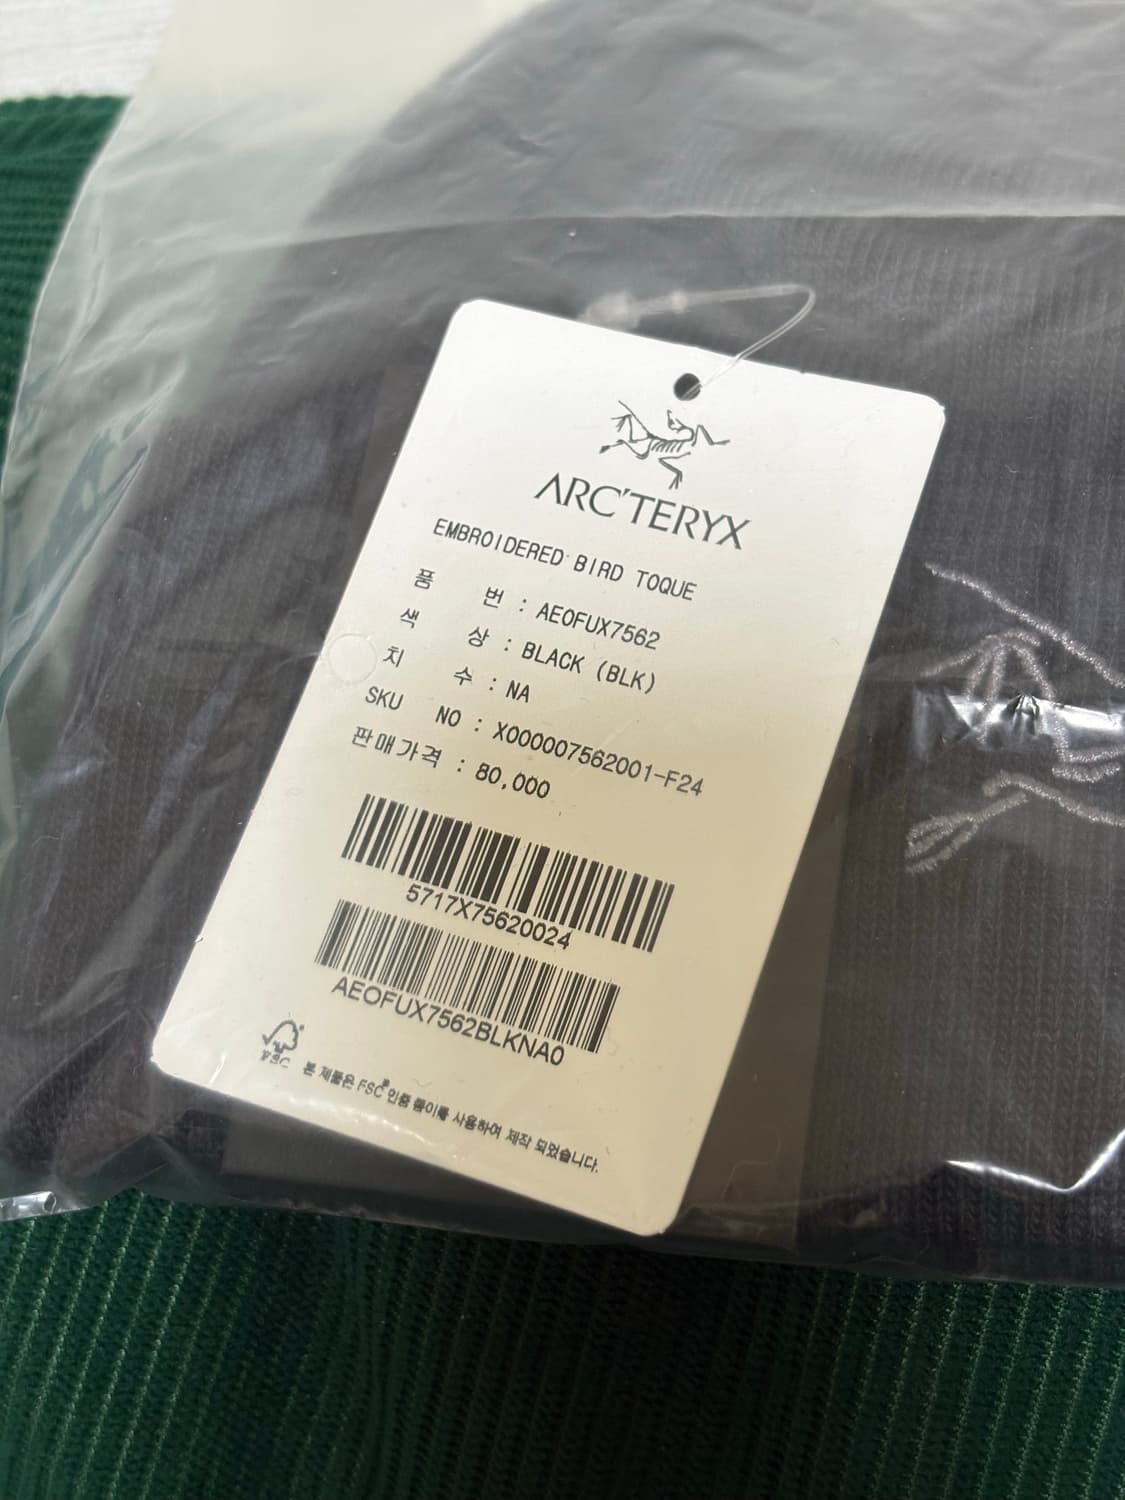 ARC'TERYX
EMBROIDERED BIRD TOQUE
품 번 : AEOFUX7562
색 상 : BLACK (BLK)
치 수 : NA
SKU NO : X000007562001-F24
판매가격 : 80,000
5717X75620024
AEOFUX7562BLKNA0
FSC
본 제품은 FSC® 인증 종이를 사용하여 제작 되었습니다.